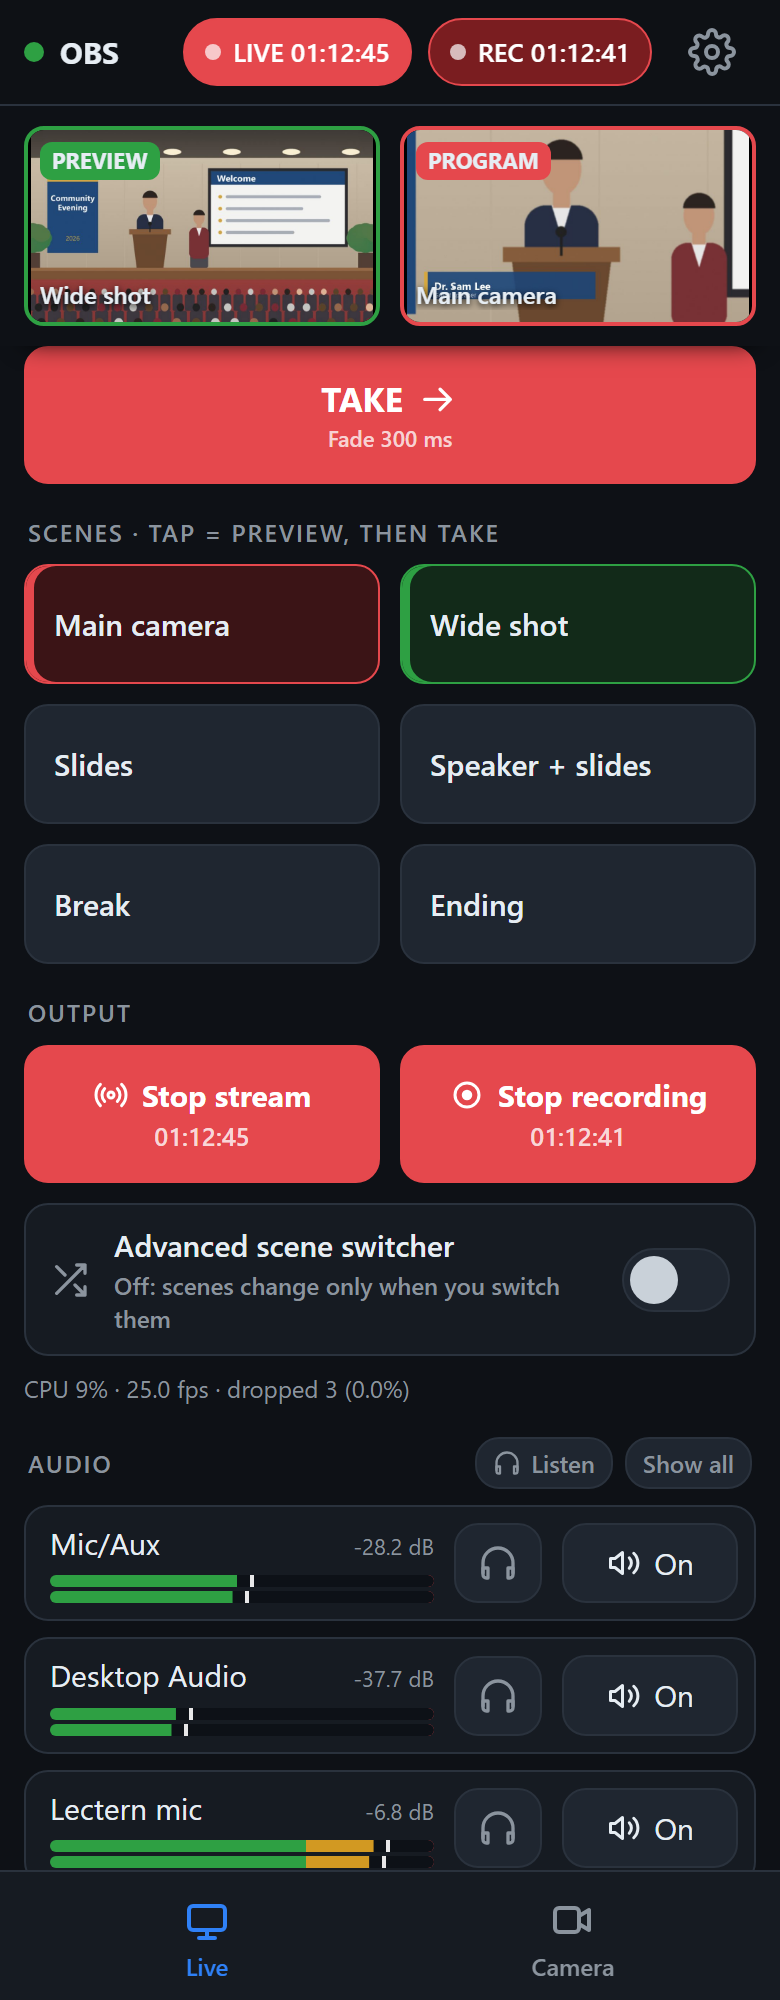 OBS
LIVE 01:12:45
REC 01:12:41
PREVIEW
Community
Evening
2026
Welcome
Wide shot
PROGRAM
Dr. Sam Lee
Main camera
TAKE →
Fade 300 ms
SCENES · TAP = PREVIEW, THEN TAKE
Main camera
Wide shot
Slides
Speaker + slides
Break
Ending
OUTPUT
Stop stream
01:12:45
Stop recording
01:12:41
Advanced scene switcher
Off: scenes change only when you switch
them
CPU 9% · 25.0 fps · dropped 3 (0.0%)
AUDIO
Listen
Show all
Mic/Aux
-28.2 dB
On
Desktop Audio
-37.7 dB
On
Lectern mic
-6.8 dB
On
Live
Camera